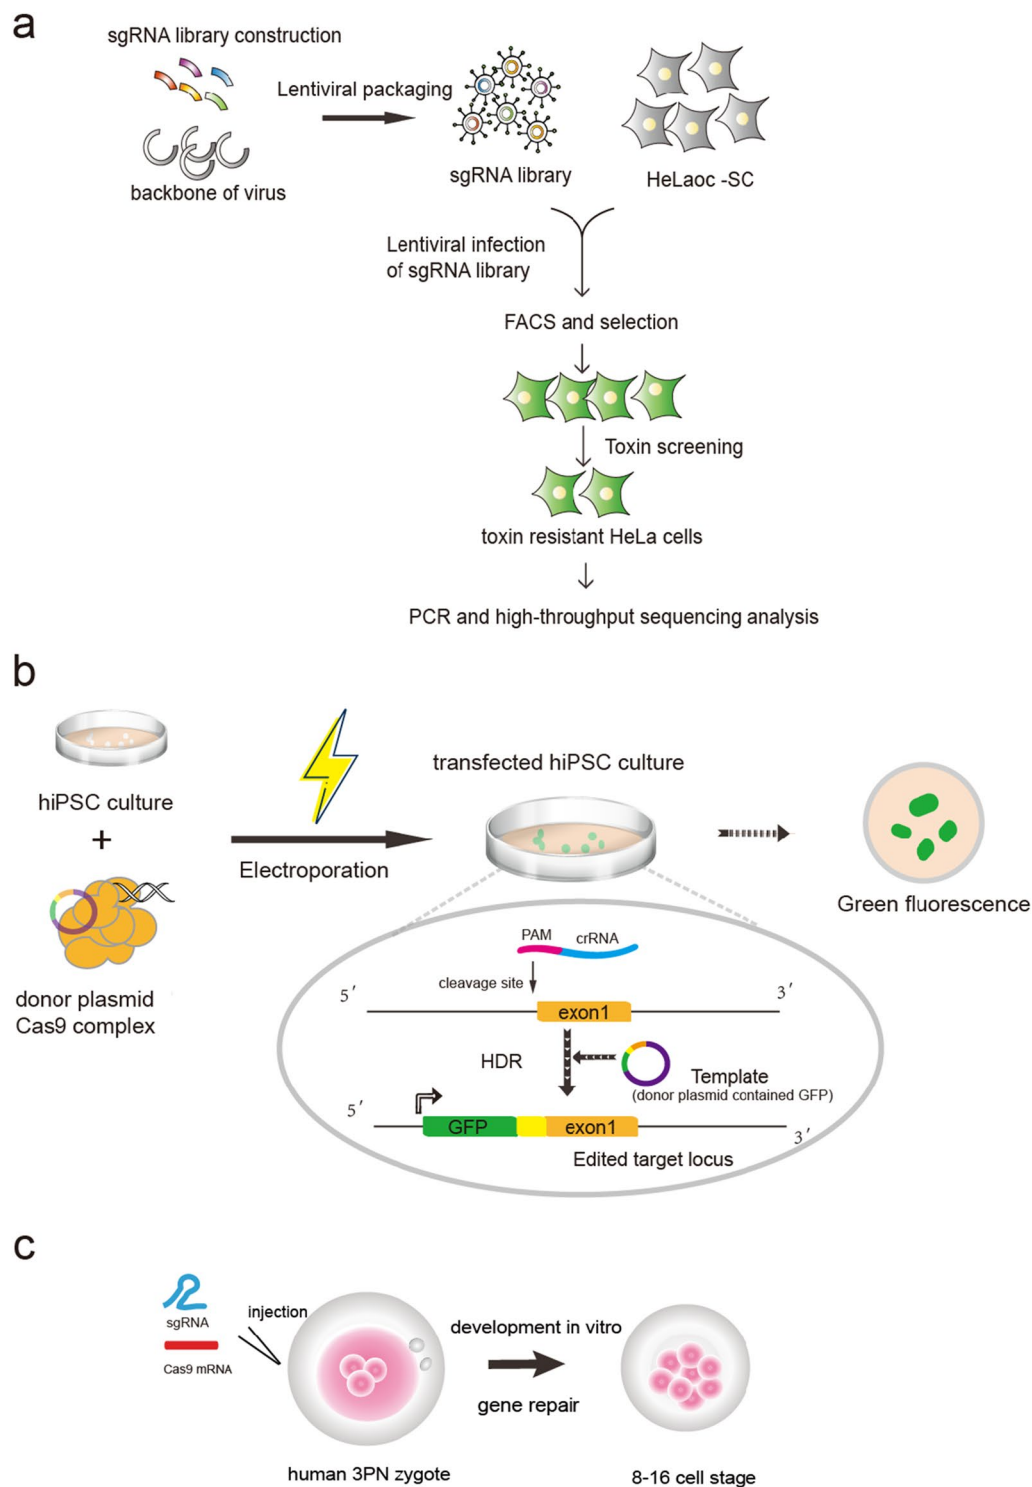 a
sgRNA library construction
Lentiviral packaging
backbone of virus
sgRNA library
HeLaoc -SC
Lentiviral infection
of sgRNA library
FACS and selection
Toxin screening
toxin resistant HeLa cells
PCR and high-throughput sequencing analysis
b
hiPSC culture
+
donor plasmid
Cas9 complex
Electroporation
transfected hiPSC culture
Green fluorescence
PAM
crRNA
cleavage site
5'
3'
exon1
HDR
Template
(donor plasmid contained GFP)
5'
GFP
exon1
3'
Edited target locus
c
sgRNA
Cas9 mRNA
injection
human 3PN zygote
development in vitro
gene repair
8-16 cell stage